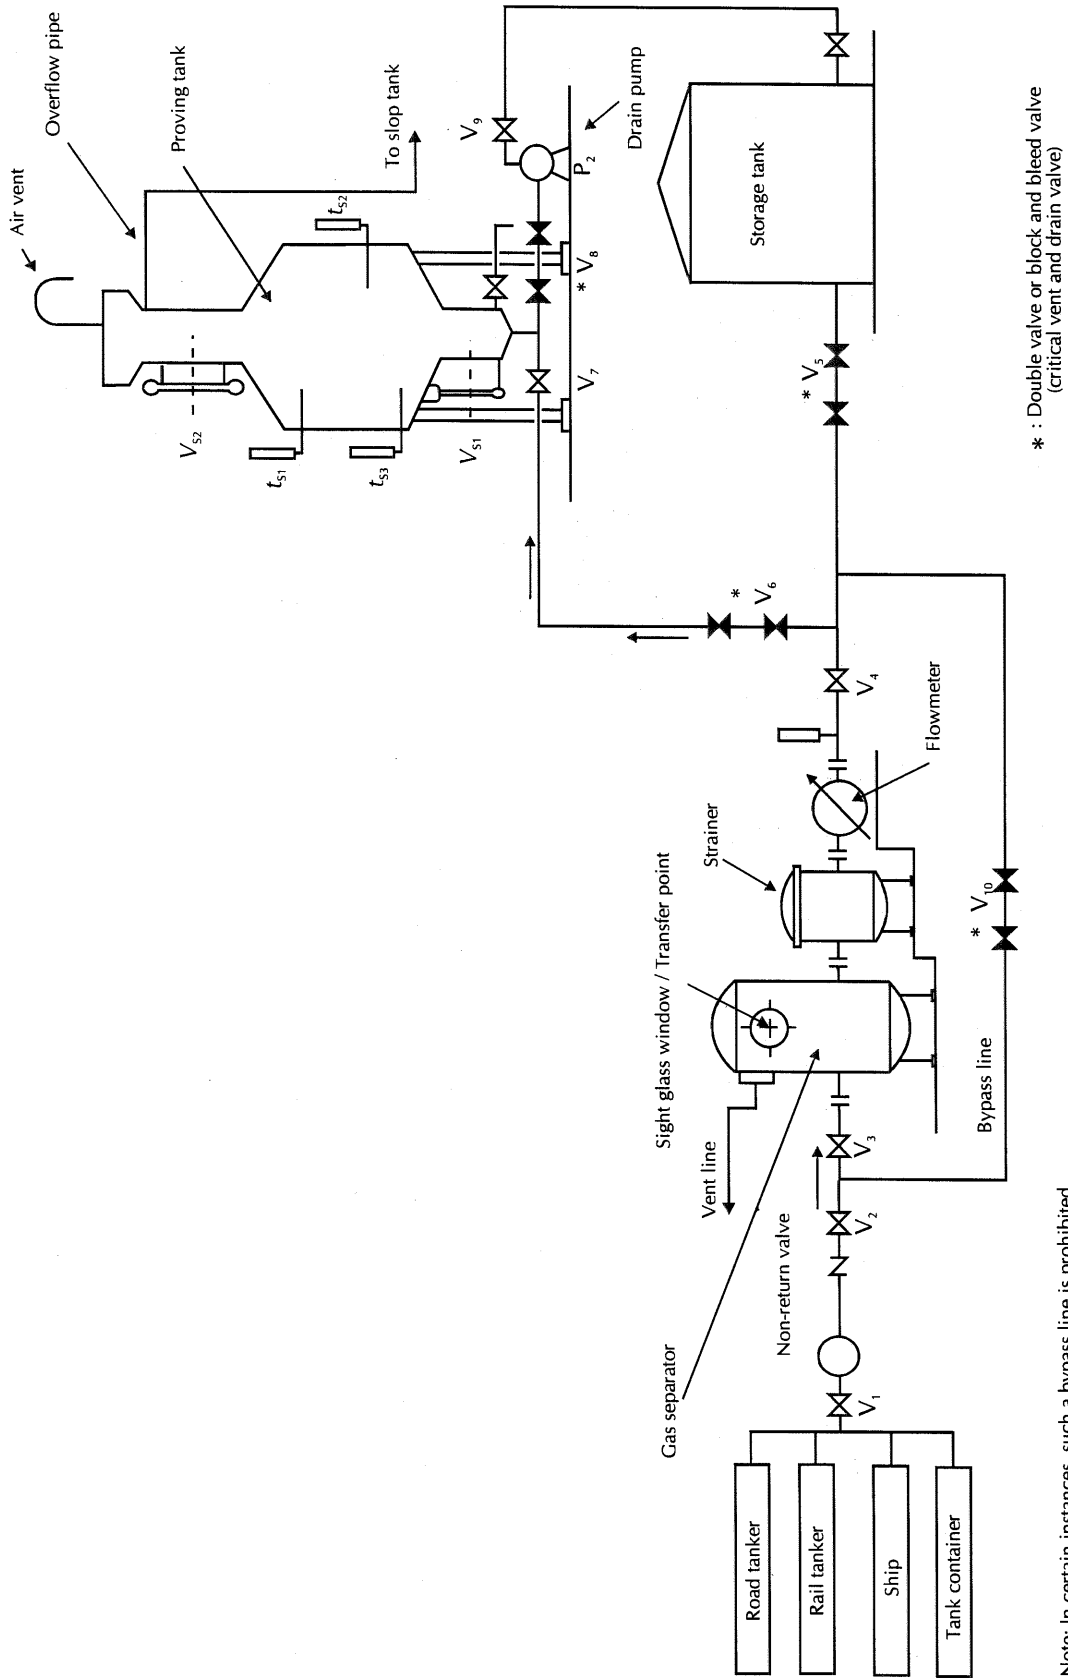 Air vent
Overflow pipe
Proving tank
To slop tank
V9
Drain pump
P2
tS2
VS2
tS1
tS3
VS1
* V8
V7
Storage tank
* V5
* V6
V4
Flowmeter
Strainer
Sight glass window / Transfer point
* V10
Bypass line
Vent line
V3
V2
Non-return valve
Gas separator
V1
Road tanker
Rail tanker
Ship
Tank container
* : Double valve or block and bleed valve
(critical vent and drain valve)
Note: In certain instances, such a bypass line is prohibited